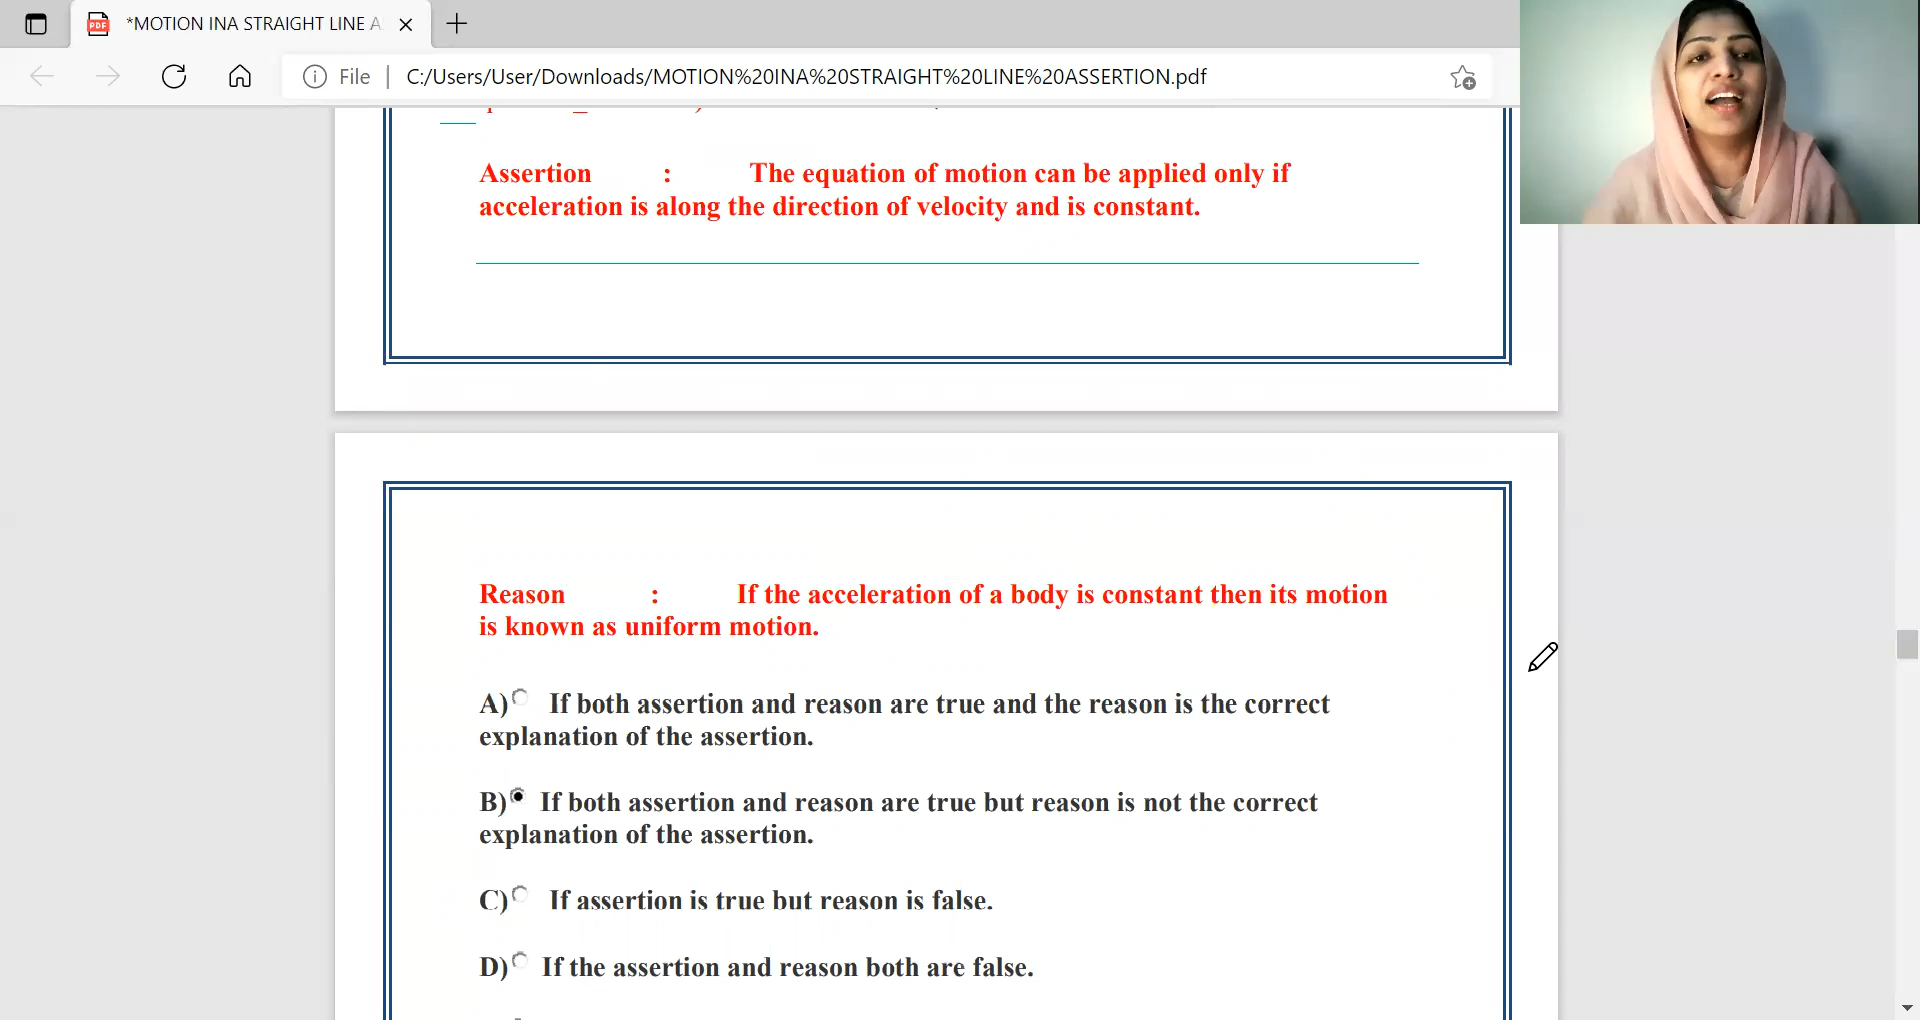 *MOTION INA STRAIGHT LINE A
File
C:/Users/User/Downloads/MOTION%20INA%20STRAIGHT%20LINE%20ASSERTION.pdf
Assertion : The equation of motion can be applied only if
acceleration is along the direction of velocity and is constant.
Reason : If the acceleration of a body is constant then its motion
is known as uniform motion.
A) If both assertion and reason are true and the reason is the correct
explanation of the assertion.
B) If both assertion and reason are true but reason is not the correct
explanation of the assertion.
C) If assertion is true but reason is false.
D) If the assertion and reason both are false.